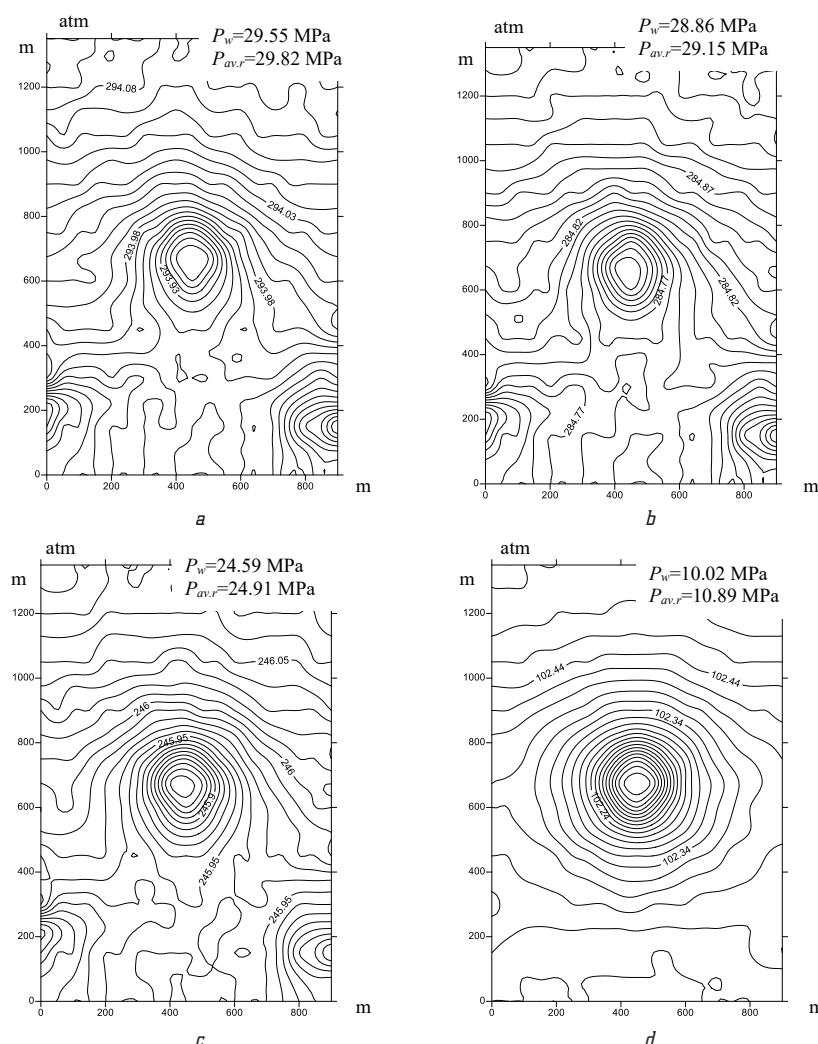 atm
P_w=29.55 MPa
P_av.r=29.82 MPa
m
1200
1000
800
600
400
200
0
294.08
294.03
293.98
293.93
293.98
0 200 400 600 800
m
a
atm
P_w=28.86 MPa
P_av.r=29.15 MPa
m
1200
1000
800
600
400
200
0
284.87
284.82
284.77
284.82
284.77
0 200 400 600 800
m
b
atm
P_w=24.59 MPa
P_av.r=24.91 MPa
m
1200
1000
800
600
400
200
0
246.05
246
245.95
246
245.9
245.95
245.95
0 200 400 600 800
c
atm
P_w=10.02 MPa
P_av.r=10.89 MPa
m
1200
1000
800
600
400
200
0
102.44
102.44
102.34
102.24
102.34
0 200 400 600 800
m
d